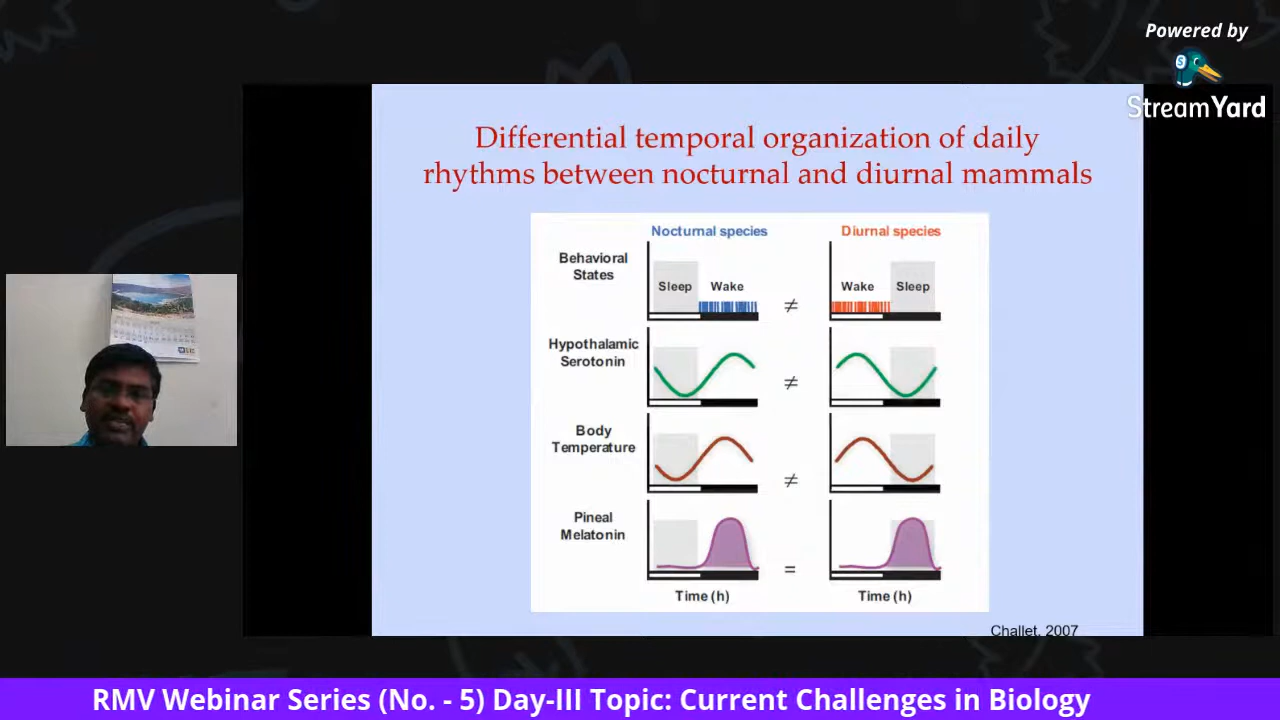 Powered by
StreamYard
Differential temporal organization of daily
rhythms between nocturnal and diurnal mammals
Nocturnal species
Diurnal species
Behavioral
States
Sleep
Wake
≠
Wake
Sleep
Hypothalamic
Serotonin
≠
Body
Temperature
≠
Pineal
Melatonin
=
Time (h)
Time (h)
Challet, 2007
RMV Webinar Series (No. - 5) Day-III Topic: Current Challenges in Biology